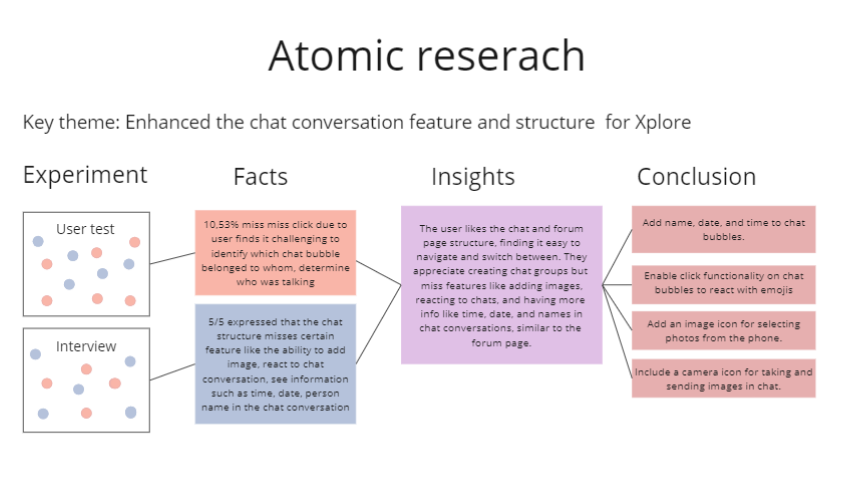 Atomic reserach
Key theme: Enhanced the chat conversation feature and structure for Xplore
Experiment
User test
Interview
Facts
10,53% miss miss click due to
user finds it challenging to
identify which chat bubble
belonged to whom, determine
who was talking
5/5 expressed that the chat
structure misses certain
feature like the ability to add
image, react to chat
conversation, see information
such as time, date, person
name in the chat conversation
Insights
The user likes the chat and forum
page structure, finding it easy to
navigate and switch between. They
appreciate creating chat groups but
miss features like adding images,
reacting to chats, and having more
info like time, date, and names in
chat conversations, similar to the
forum page.
Conclusion
Add name, date, and time to chat
bubbles.
Enable click functionality on chat
bubbles to react with emojis
Add an image icon for selecting
photos from the phone.
Include a camera icon for taking and
sending images in chat.